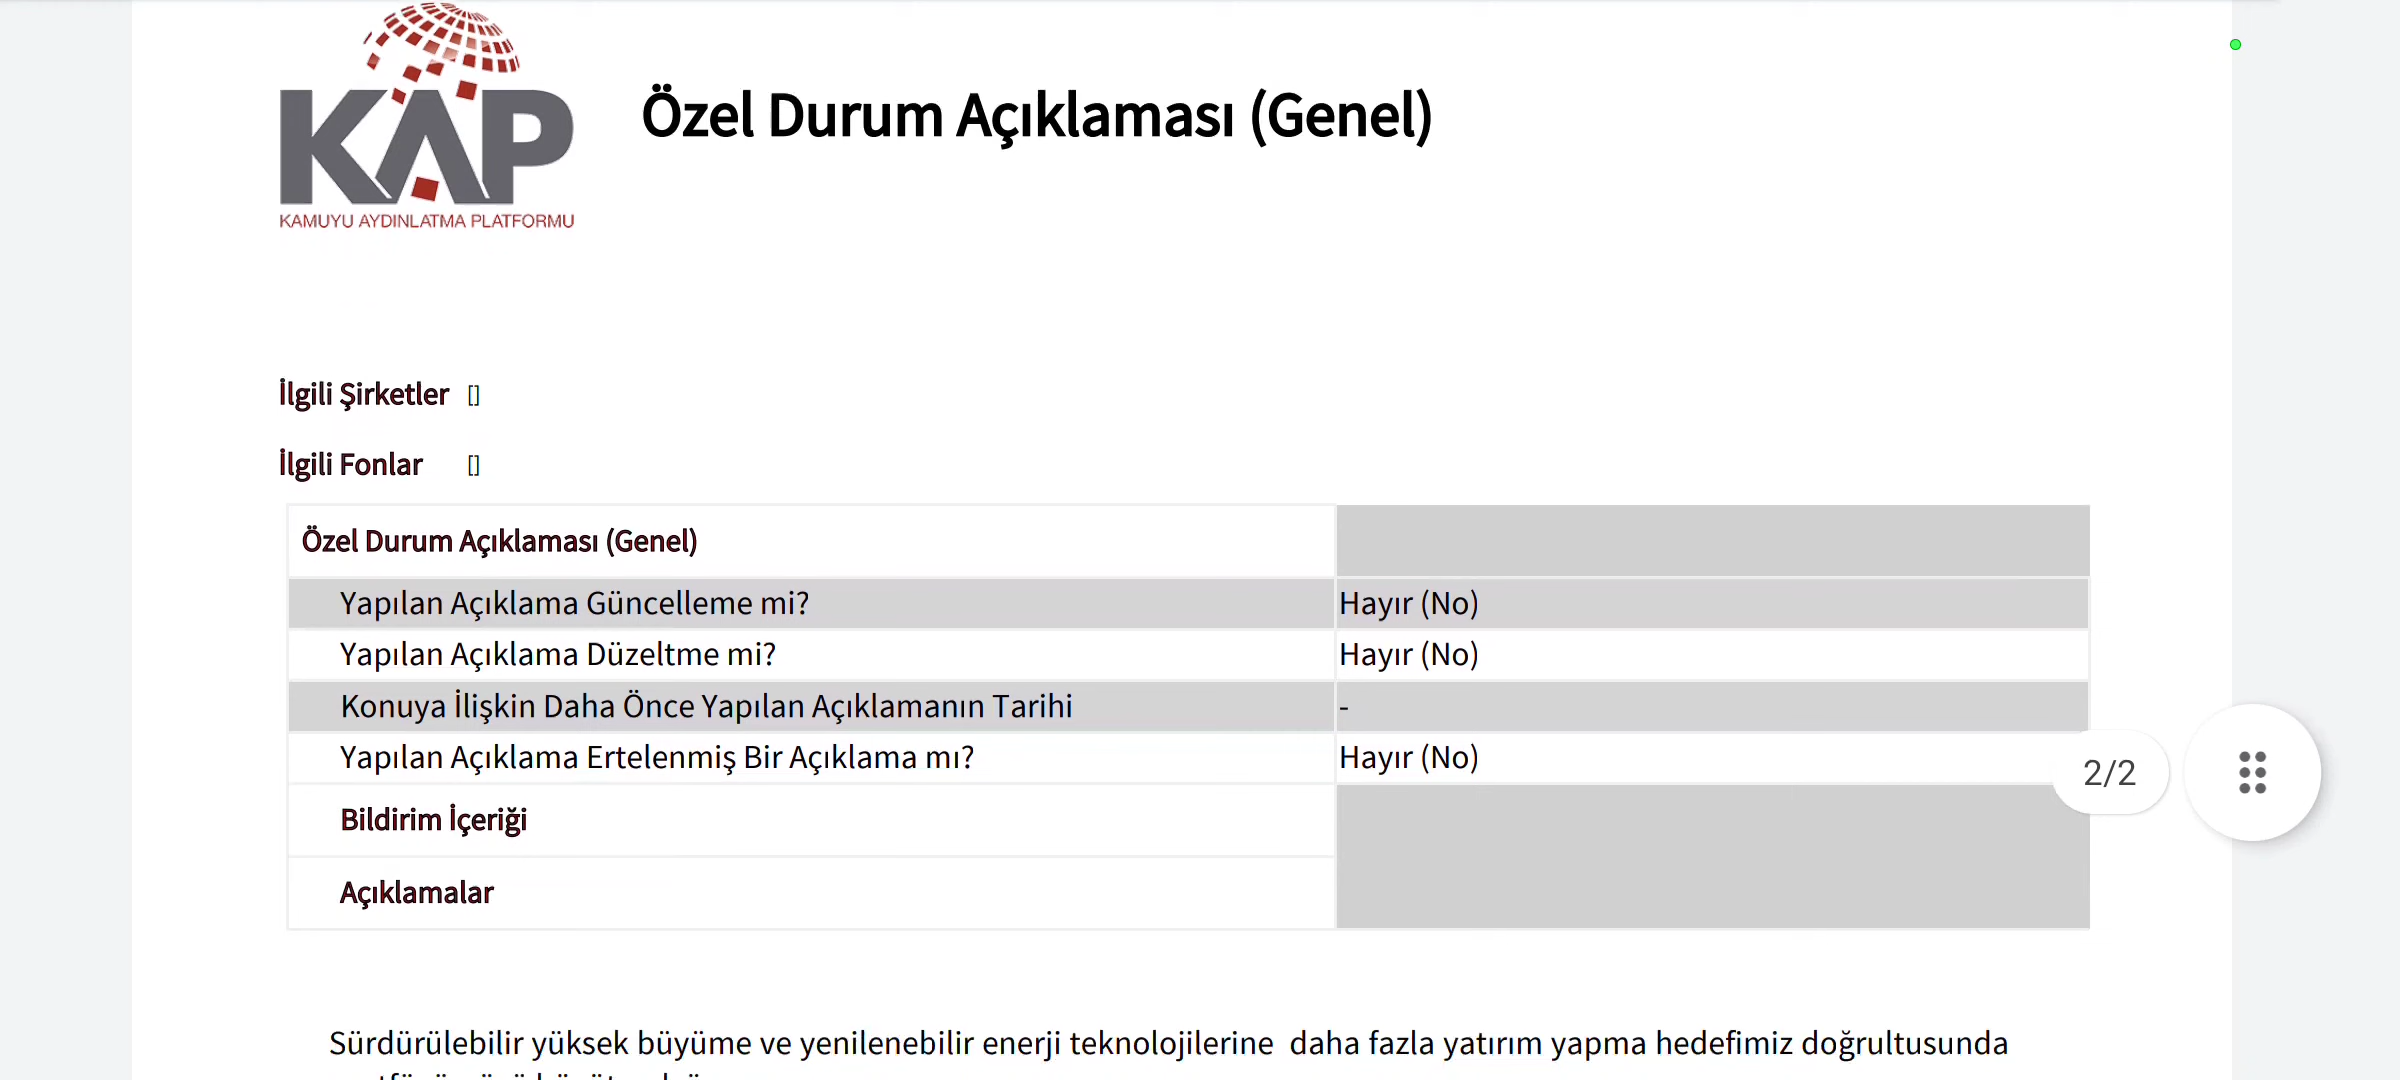 KAP
KAMUYU AYDINLATMA PLATFORMU
Özel Durum Açıklaması (Genel)
İlgili Şirketler []
İlgili Fonlar []
Özel Durum Açıklaması (Genel)
Yapılan Açıklama Güncelleme mi? Hayır (No)
Yapılan Açıklama Düzeltme mi? Hayır (No)
Konuya İlişkin Daha Önce Yapılan Açıklamanın Tarihi -
Yapılan Açıklama Ertelenmiş Bir Açıklama mı? Hayır (No)
2/2
Bildirim İçeriği
Açıklamalar
Sürdürülebilir yüksek büyüme ve yenilenebilir enerji teknolojilerine daha fazla yatırım yapma hedefimiz doğrultusunda